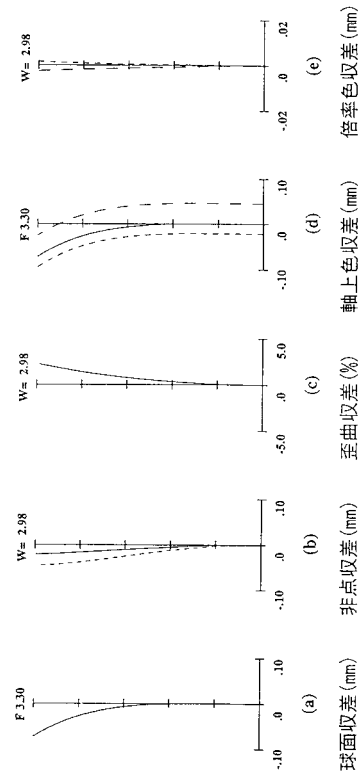 F 3.30
-.10 .0 .10
(a)
球面収差(mm)
W= 2.98
-.10 .0 .10
(b)
非点収差(mm)
W= 2.98
-5.0 .0 5.0
(c)
歪曲収差(%)
F 3.30
-.10 .0 .10
(d)
軸上色収差(mm)
W= 2.98
-.02 .0 .02
(e)
倍率色収差(mm)